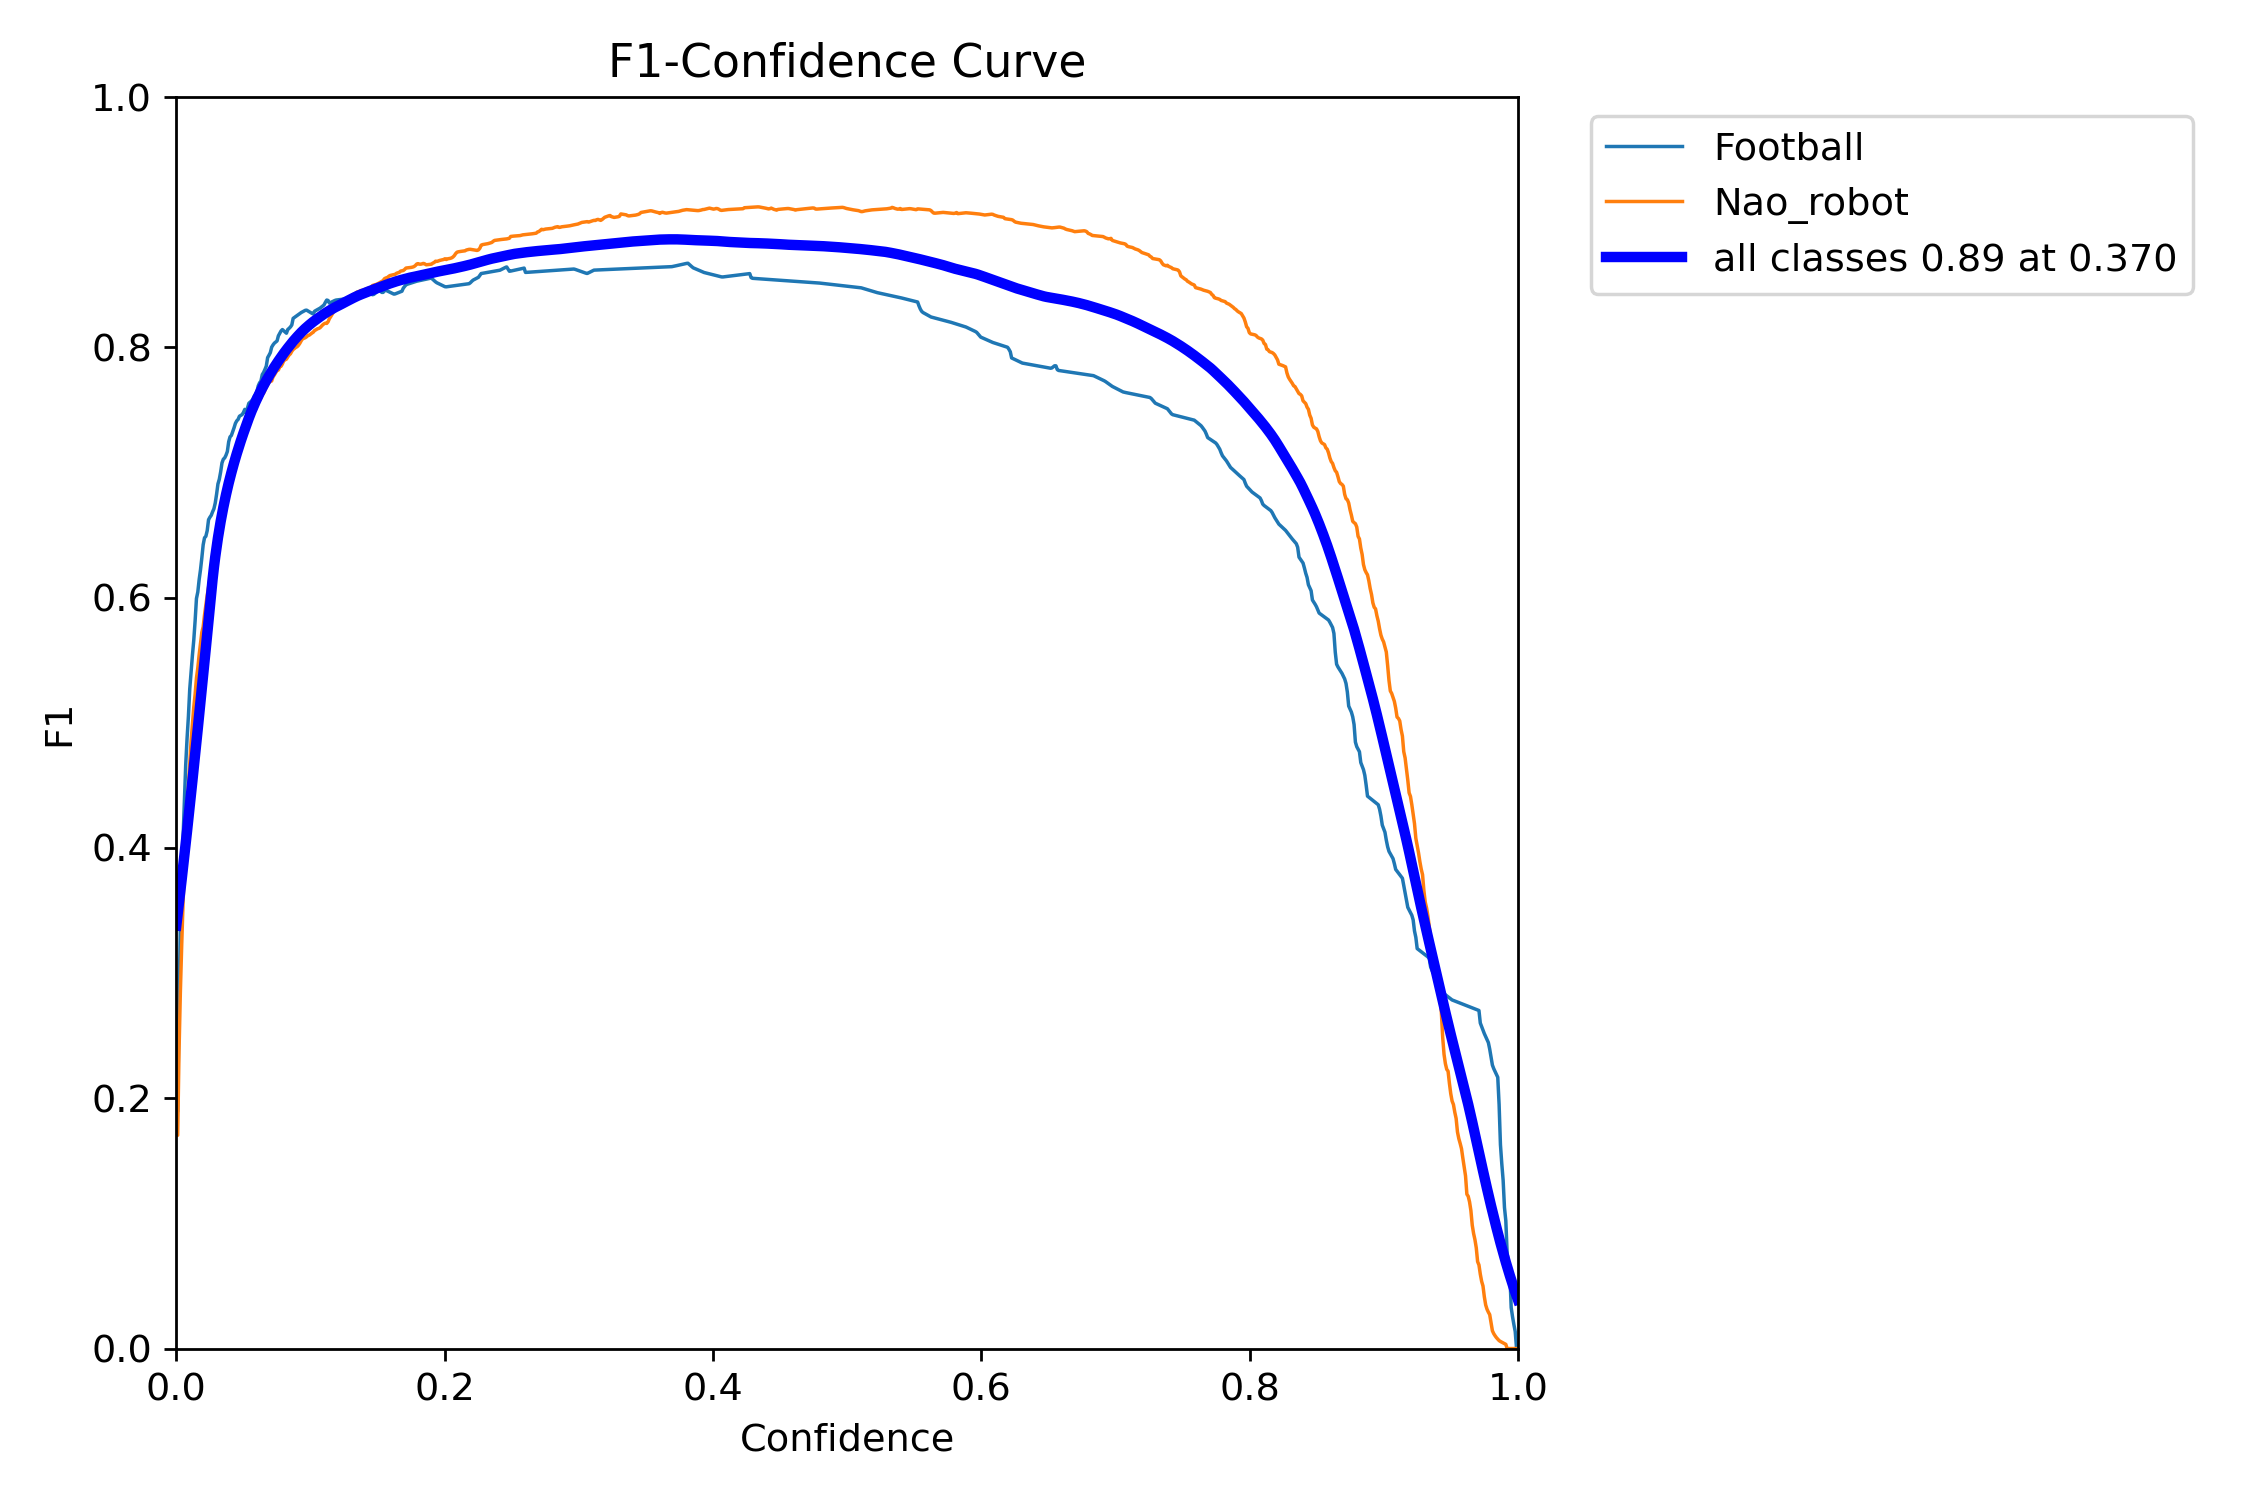 F1-Confidence Curve
1.0
0.8
0.6
0.4
0.2
0.0
F1
0.0 0.2 0.4 0.6 0.8 1.0
Confidence
Football
Nao_robot
all classes 0.89 at 0.370